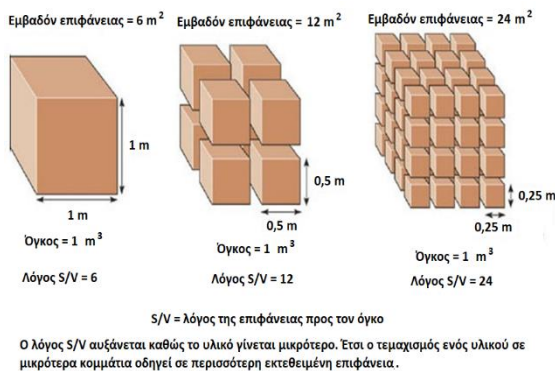 Εμβαδόν επιφάνειας = 6 m²
Εμβαδόν επιφάνειας = 12 m²
Εμβαδόν επιφάνειας = 24 m²
1 m
1 m
0,5 m
0,5 m
0,25 m
0,25 m
Όγκος = 1 m³
Όγκος = 1 m³
Όγκος = 1 m³
Λόγος S/V = 6
Λόγος S/V = 12
Λόγος S/V = 24
S/V = λόγος της επιφάνειας προς τον όγκο
Ο λόγος S/V αυξάνεται καθώς το υλικό γίνεται μικρότερο. Έτσι ο τεμαχισμός ενός υλικού σε
μικρότερα κομμάτια οδηγεί σε περισσότερη εκτεθειμένη επιφάνεια.